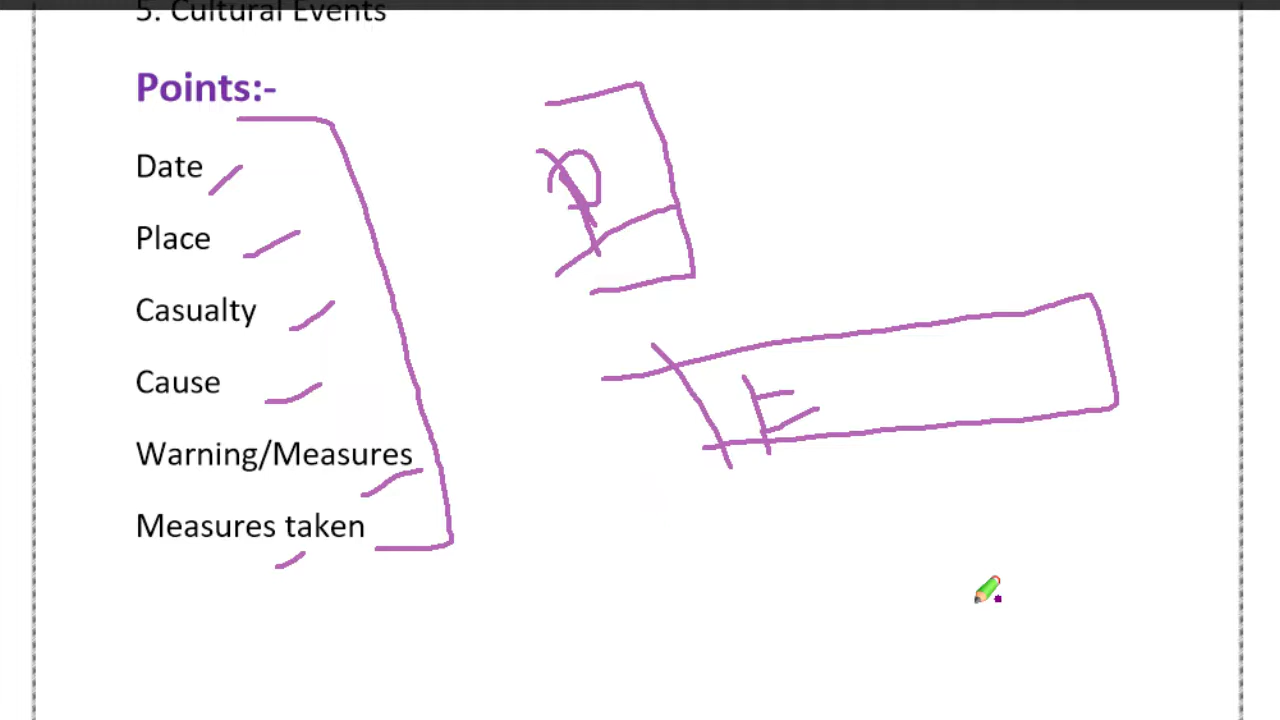 5. Cultural Events
Points:-
Date
Place
Casualty
Cause
Warning/Measures
Measures taken